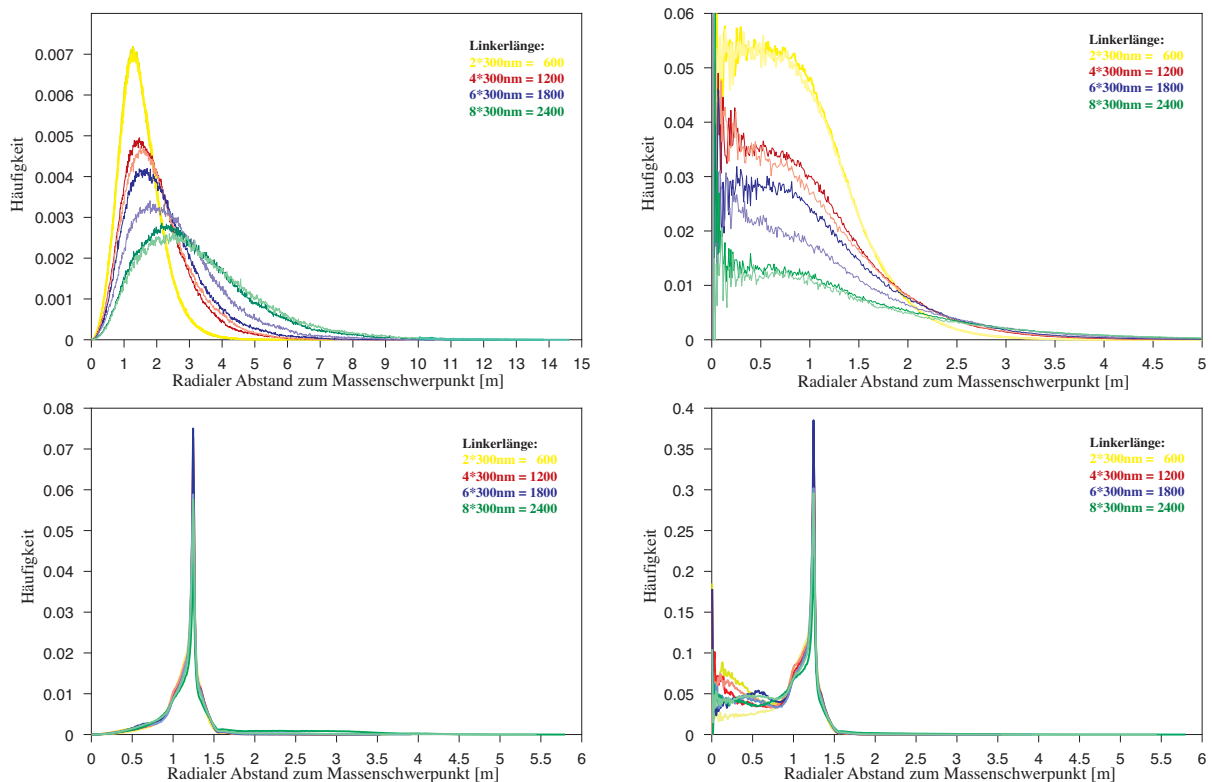 0.007
0.006
0.005
0.004
0.003
0.002
0.001
0
Häufigkeit
Linkerlänge:
2*300nm = 600
4*300nm = 1200
6*300nm = 1800
8*300nm = 2400
0 1 2 3 4 5 6 7 8 9 10 11 12 13 14 15
Radialer Abstand zum Massenschwerpunkt [m]
0.06
0.05
0.04
0.03
0.02
0.01
0
Häufigkeit
Linkerlänge:
2*300nm = 600
4*300nm = 1200
6*300nm = 1800
8*300nm = 2400
0 0.5 1 1.5 2 2.5 3 3.5 4 4.5 5
Radialer Abstand zum Massenschwerpunkt [m]
0.08
0.07
0.06
0.05
0.04
0.03
0.02
0.01
0
Häufigkeit
Linkerlänge:
2*300nm = 600
4*300nm = 1200
6*300nm = 1800
8*300nm = 2400
0 0.5 1 1.5 2 2.5 3 3.5 4 4.5 5 5.5 6
Radialer Abstand zum Massenschwerpunkt [m]
0.4
0.35
0.3
0.25
0.2
0.15
0.1
0.05
0
Häufigkeit
Linkerlänge:
2*300nm = 600
4*300nm = 1200
6*300nm = 1800
8*300nm = 2400
0 0.5 1 1.5 2 2.5 3 3.5 4 4.5 5 5.5 6
Radialer Abstand zum Massenschwerpunkt [m]